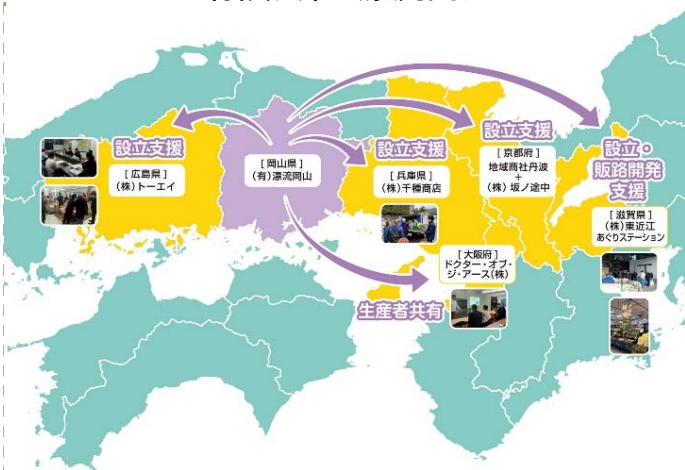 設立支援
[広島県]
(株)トーエイ
[岡山県]
(有)漂流岡山
設立支援
[兵庫県]
(株)千種商店
設立支援
[京都府]
地域商社丹波
+
(株)坂ノ途中
設立・
販路開発
支援
[滋賀県]
(株)東近江
あぐりステーション
[大阪府]
ドクター・オブ・
ジ・アース(株)
生産者共有